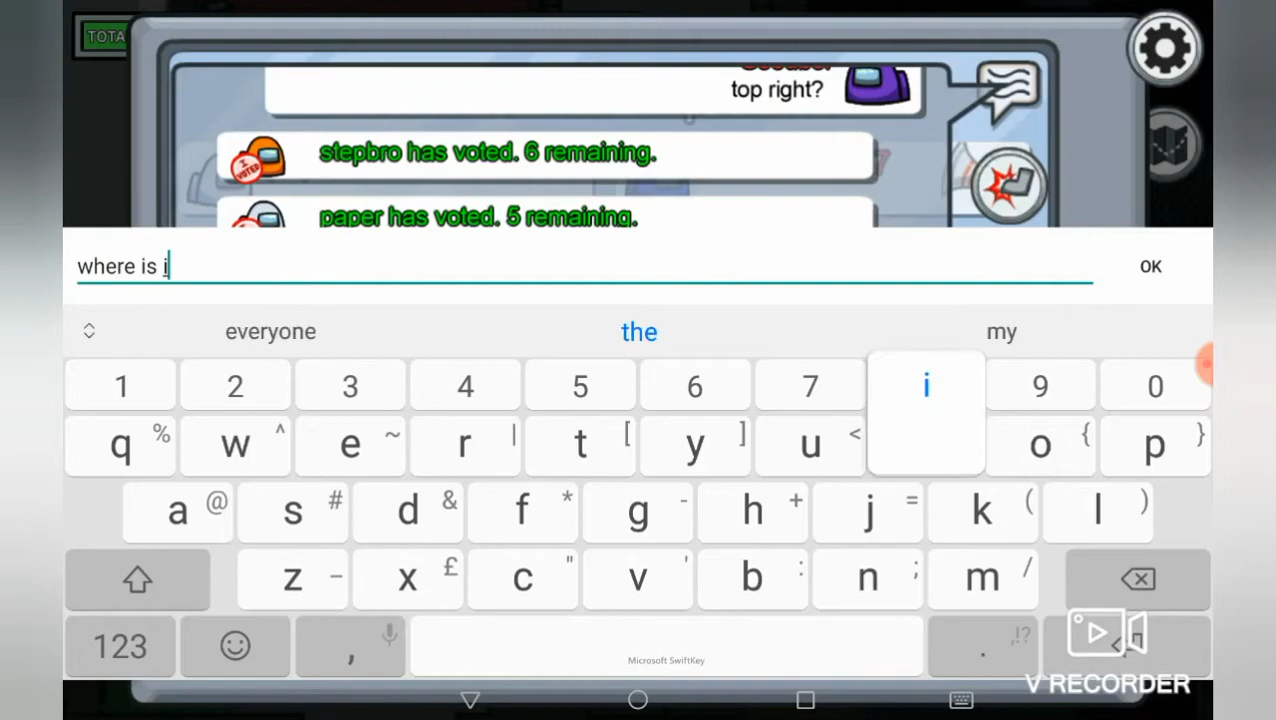 TOTA
top right?
stepbro has voted. 6 remaining.
VOTED
paper has voted. 5 remaining.
where is i
OK
everyone the my
1 2 3 4 5 6 7 i 9 0
q % w ^ e ~ r | t [ y ] u < o { p }
a @ s # d & f * g - h + j = k ( l )
z _ x £ c " v ' b : n ; m /
123 , . ,!?
Microsoft SwiftKey
V RECORDER